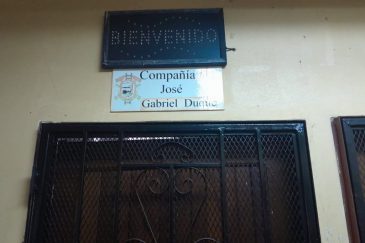 BIENVENIDO
Compañía
José
Gabriel Duque